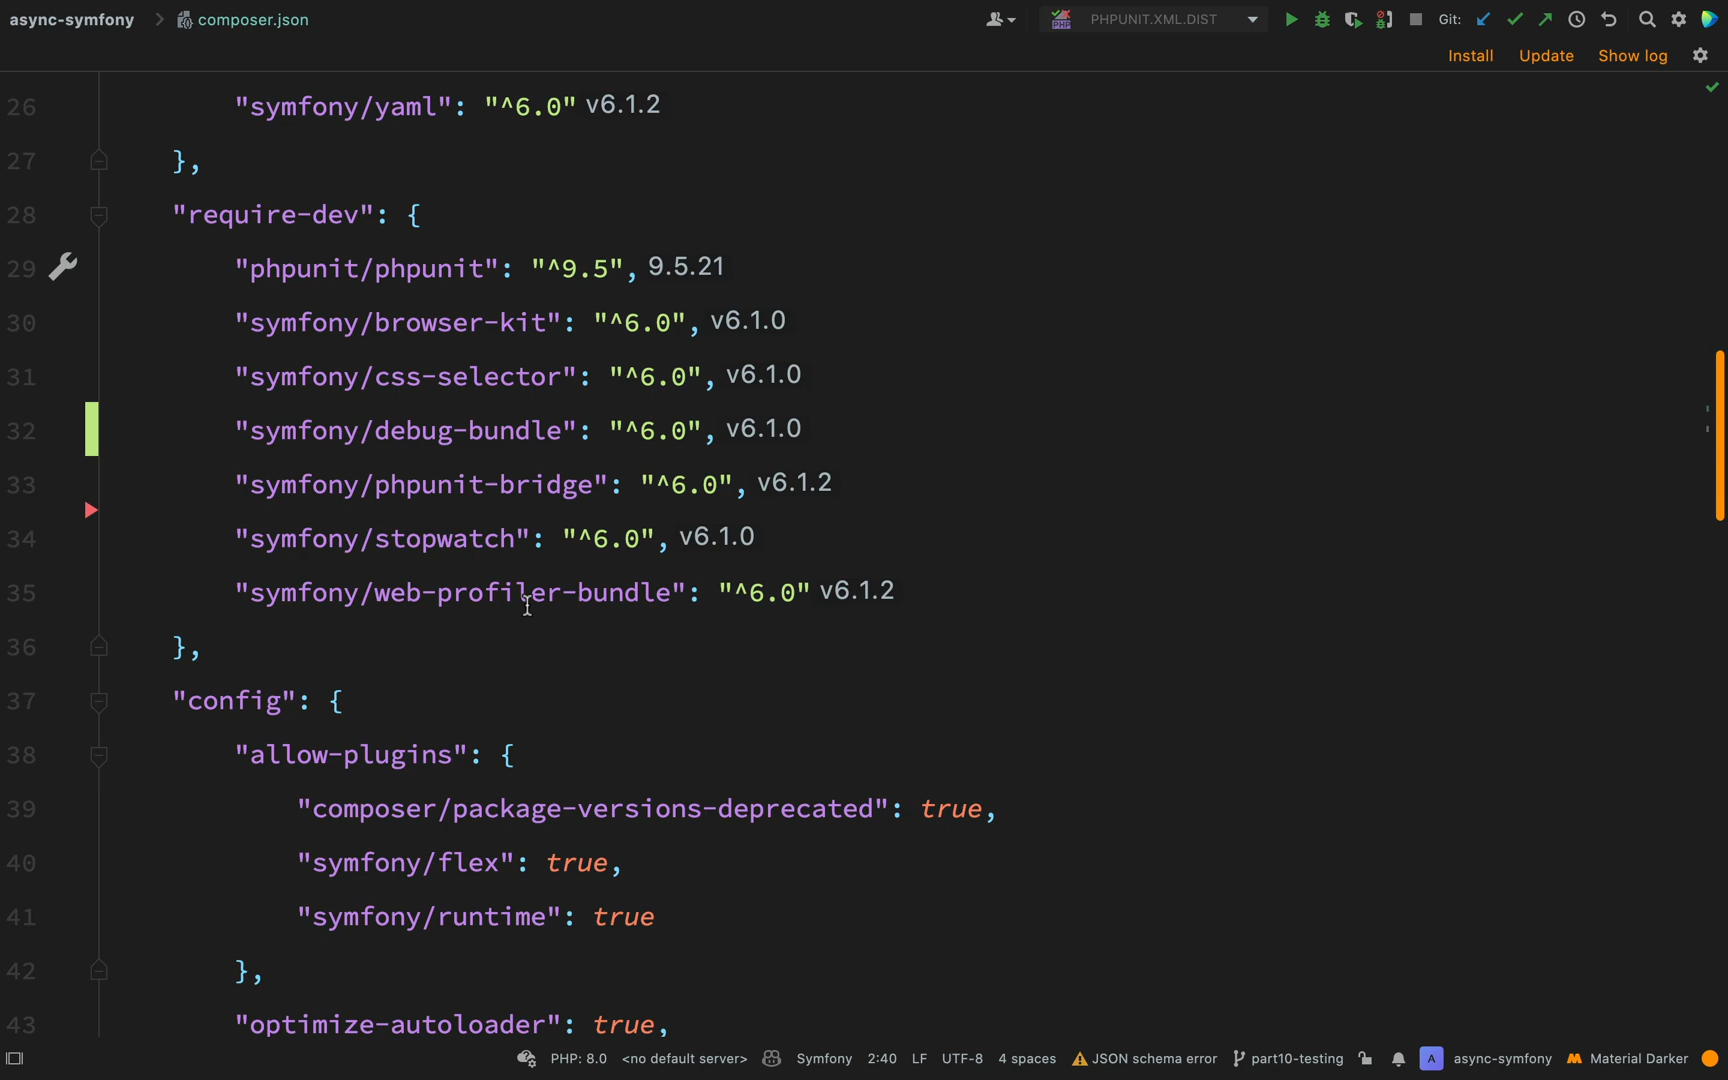 async-symfony composer.json PHPUNIT.XML.DIST Git:
Install Update Show log
26 "symfony/yaml": "^6.0" v6.1.2
27 },
28 "require-dev": {
29 "phpunit/phpunit": "^9.5", 9.5.21
30 "symfony/browser-kit": "^6.0", v6.1.0
31 "symfony/css-selector": "^6.0", v6.1.0
32 "symfony/debug-bundle": "^6.0", v6.1.0
33 "symfony/phpunit-bridge": "^6.0", v6.1.2
34 "symfony/stopwatch": "^6.0", v6.1.0
35 "symfony/web-profiler-bundle": "^6.0" v6.1.2
36 },
37 "config": {
38 "allow-plugins": {
39 "composer/package-versions-deprecated": true,
40 "symfony/flex": true,
41 "symfony/runtime": true
42 },
43 "optimize-autoloader": true,
PHP: 8.0 <no default server> Symfony 2:40 LF UTF-8 4 spaces JSON schema error part10-testing A async-symfony Material Darker